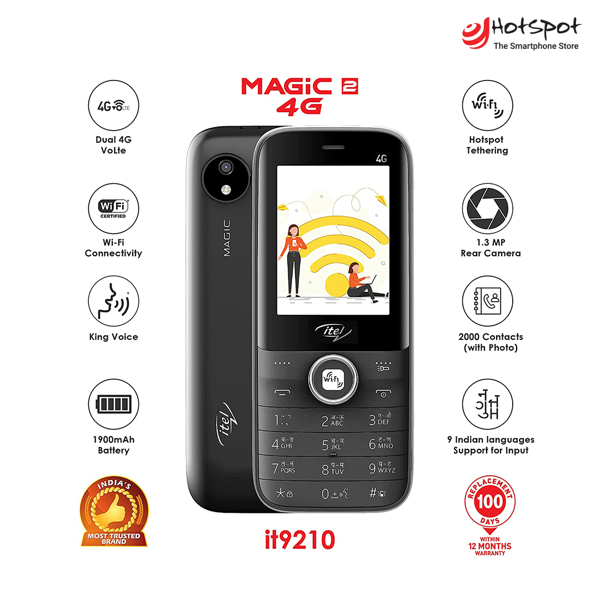 Hotspot
The Smartphone Store
MAGiC 2
4G
4G VoLTE
Dual 4G
VoLte
Wi-Fi
CERTIFIED
Wi-Fi
Connectivity
King Voice
1900mAh
Battery
INDIA'S
MOST TRUSTED
BRAND
MAGIC
itel
4G
itel
wi-fi
1
2 ABC
3 DEF
4 GHI
5 JKL
6 MNO
7 PQRS
8 TUV
9 WXYZ
*
0
#
it9210
wi-fi
Hotspot
Tethering
1.3 MP
Rear Camera
2000 Contacts
(with Photo)
9 Indian languages
Support for Input
REPLACEMENT
100
DAYS
WITHIN
12 MONTHS
WARRANTY